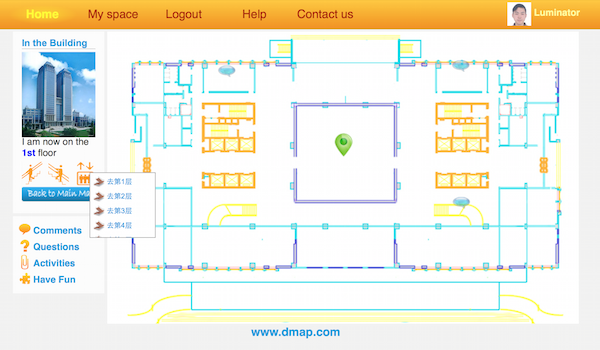 Home My space Logout Help Contact us Luminator
In the Building
I am now on the
1st floor
Back to Main Ma
去第1层
去第2层
去第3层
去第4层
Comments
Questions
Activities
Have Fun
www.dmap.com